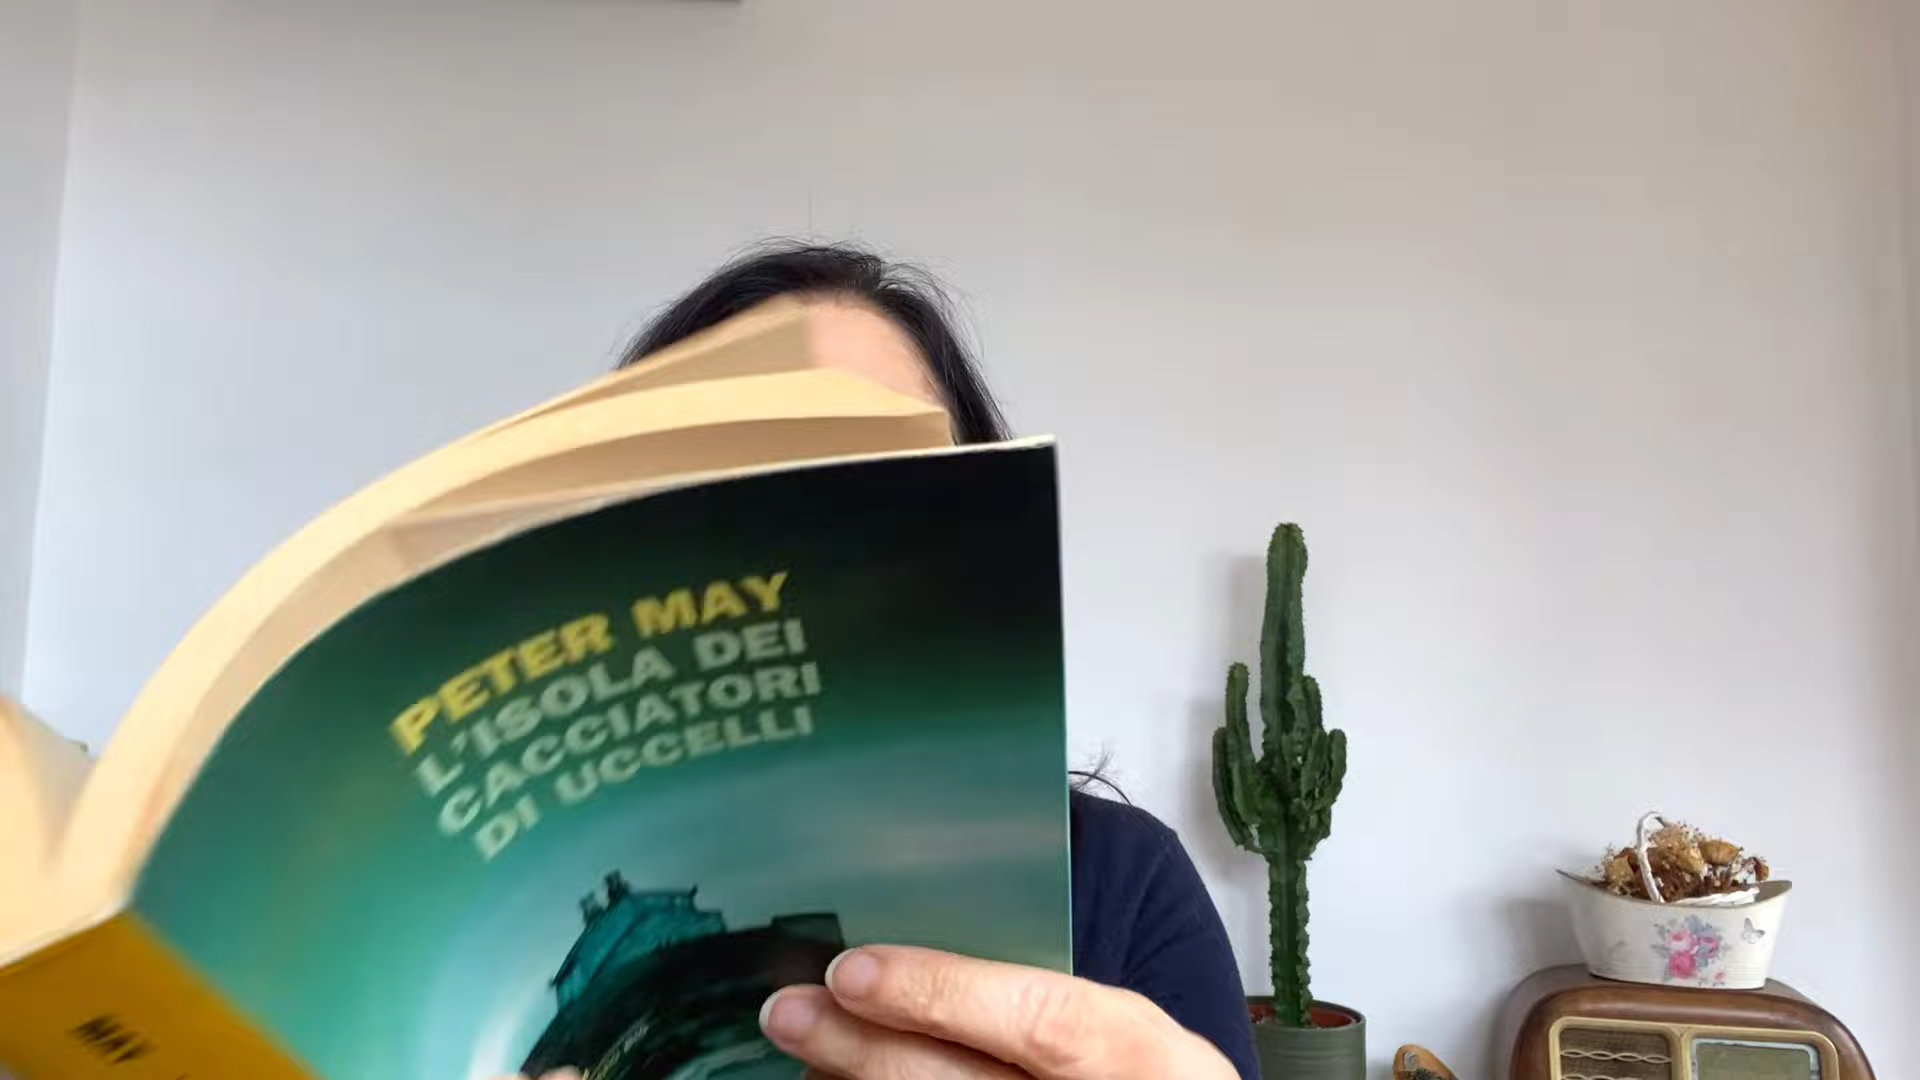 PETER MAY
L'ISOLA DEI
CACCIATORI
DI UCCELLI
MAY